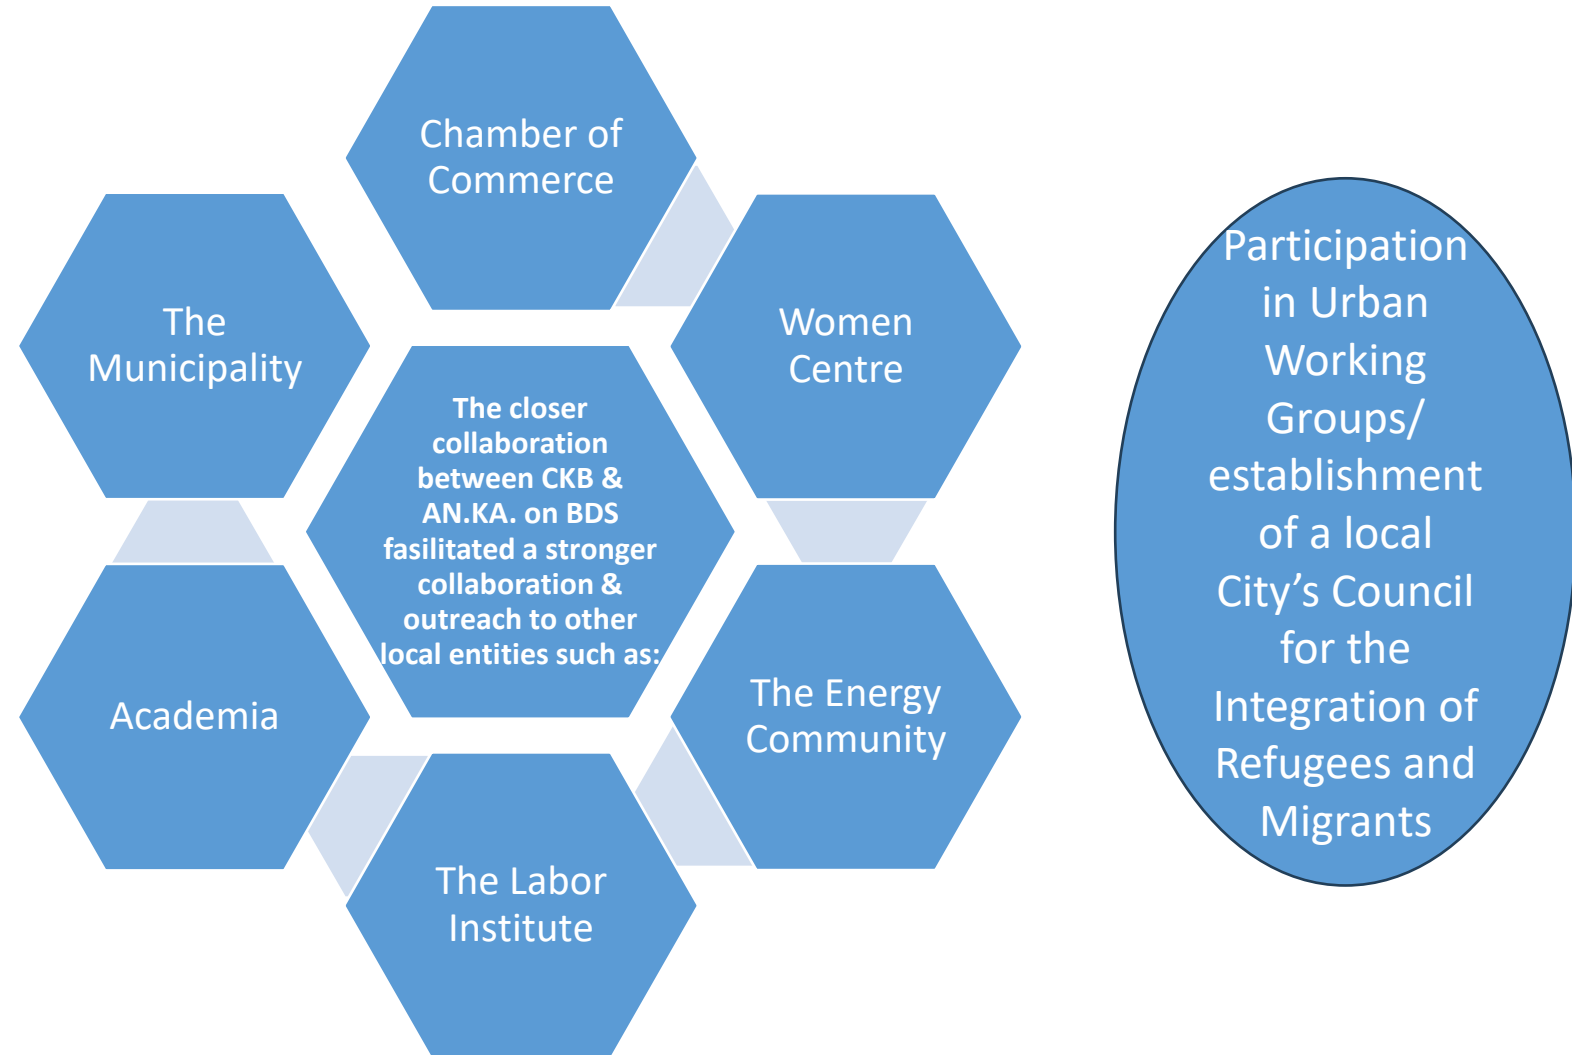 Chamber of
Commerce
The
Municipality
Women
Centre
The closer
collaboration
between CKB &
AN.KA. on BDS
fasilitated a stronger
collaboration &
outreach to other
local entities such as:
Academia
The Energy
Community
The Labor
Institute
Participation
in Urban
Working
Groups/
establishment
of a local
City’s Council
for the
Integration of
Refugees and
Migrants